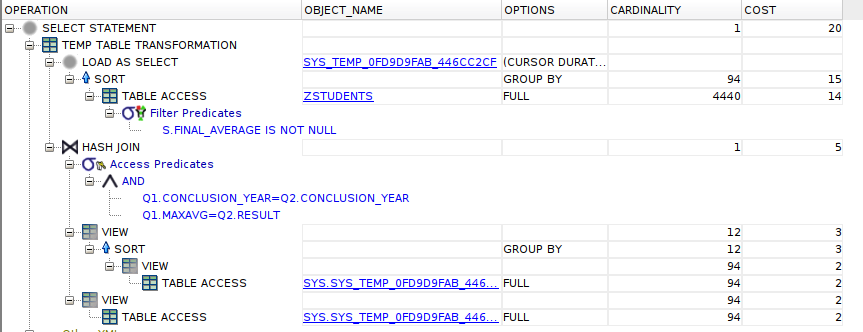 OPERATION OBJECT_NAME OPTIONS CARDINALITY COST
SELECT STATEMENT 1 20
TEMP TABLE TRANSFORMATION
LOAD AS SELECT SYS_TEMP_0FD9D9FAB_446CC2CF (CURSOR DURAT...
SORT GROUP BY 94 15
TABLE ACCESS ZSTUDENTS FULL 4440 14
Filter Predicates
S.FINAL_AVERAGE IS NOT NULL
HASH JOIN 1 5
Access Predicates
AND
Q1.CONCLUSION_YEAR=Q2.CONCLUSION_YEAR
Q1.MAXAVG=Q2.RESULT
VIEW 12 3
SORT GROUP BY 12 3
VIEW 94 2
TABLE ACCESS SYS.SYS_TEMP_0FD9D9FAB_446... FULL 94 2
VIEW 94 2
TABLE ACCESS SYS.SYS_TEMP_0FD9D9FAB_446... FULL 94 2